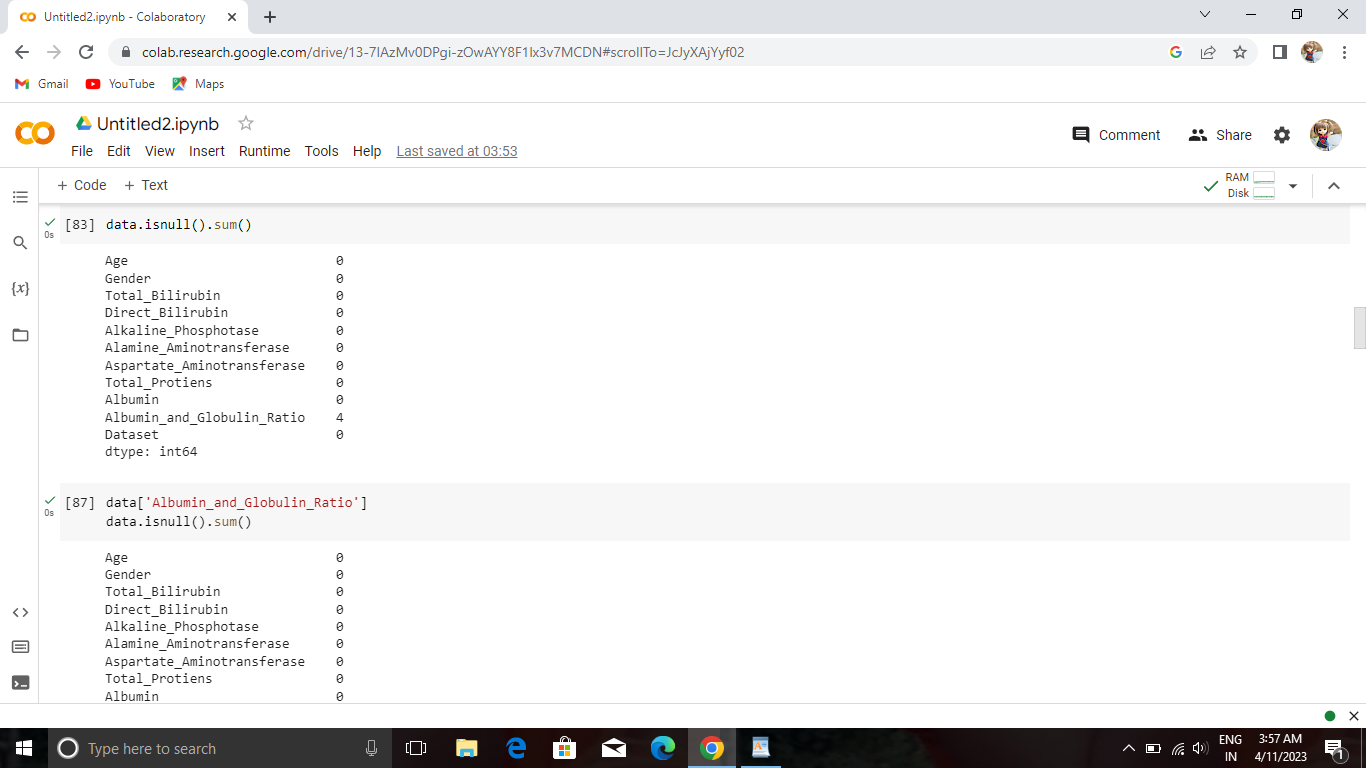 Untitled2.ipynb - Colaboratory
colab.research.google.com/drive/13-7lAzMv0DPgi-zOwAYY8F1lx3v7MCDN#scrollTo=JcJyXAjYyf02
Gmail YouTube Maps
Untitled2.ipynb
Comment Share
File Edit View Insert Runtime Tools Help Last saved at 03:53
+ Code + Text
RAM
Disk
[83] data.isnull().sum()
0s
Age 0
Gender 0
Total_Bilirubin 0
Direct_Bilirubin 0
Alkaline_Phosphotase 0
Alamine_Aminotransferase 0
Aspartate_Aminotransferase 0
Total_Protiens 0
Albumin 0
Albumin_and_Globulin_Ratio 4
Dataset 0
dtype: int64
[87] data['Albumin_and_Globulin_Ratio']
0s
data.isnull().sum()
Age 0
Gender 0
Total_Bilirubin 0
Direct_Bilirubin 0
Alkaline_Phosphotase 0
Alamine_Aminotransferase 0
Aspartate_Aminotransferase 0
Total_Protiens 0
Albumin 0
Type here to search
ENG
IN
3:57 AM
4/11/2023
1